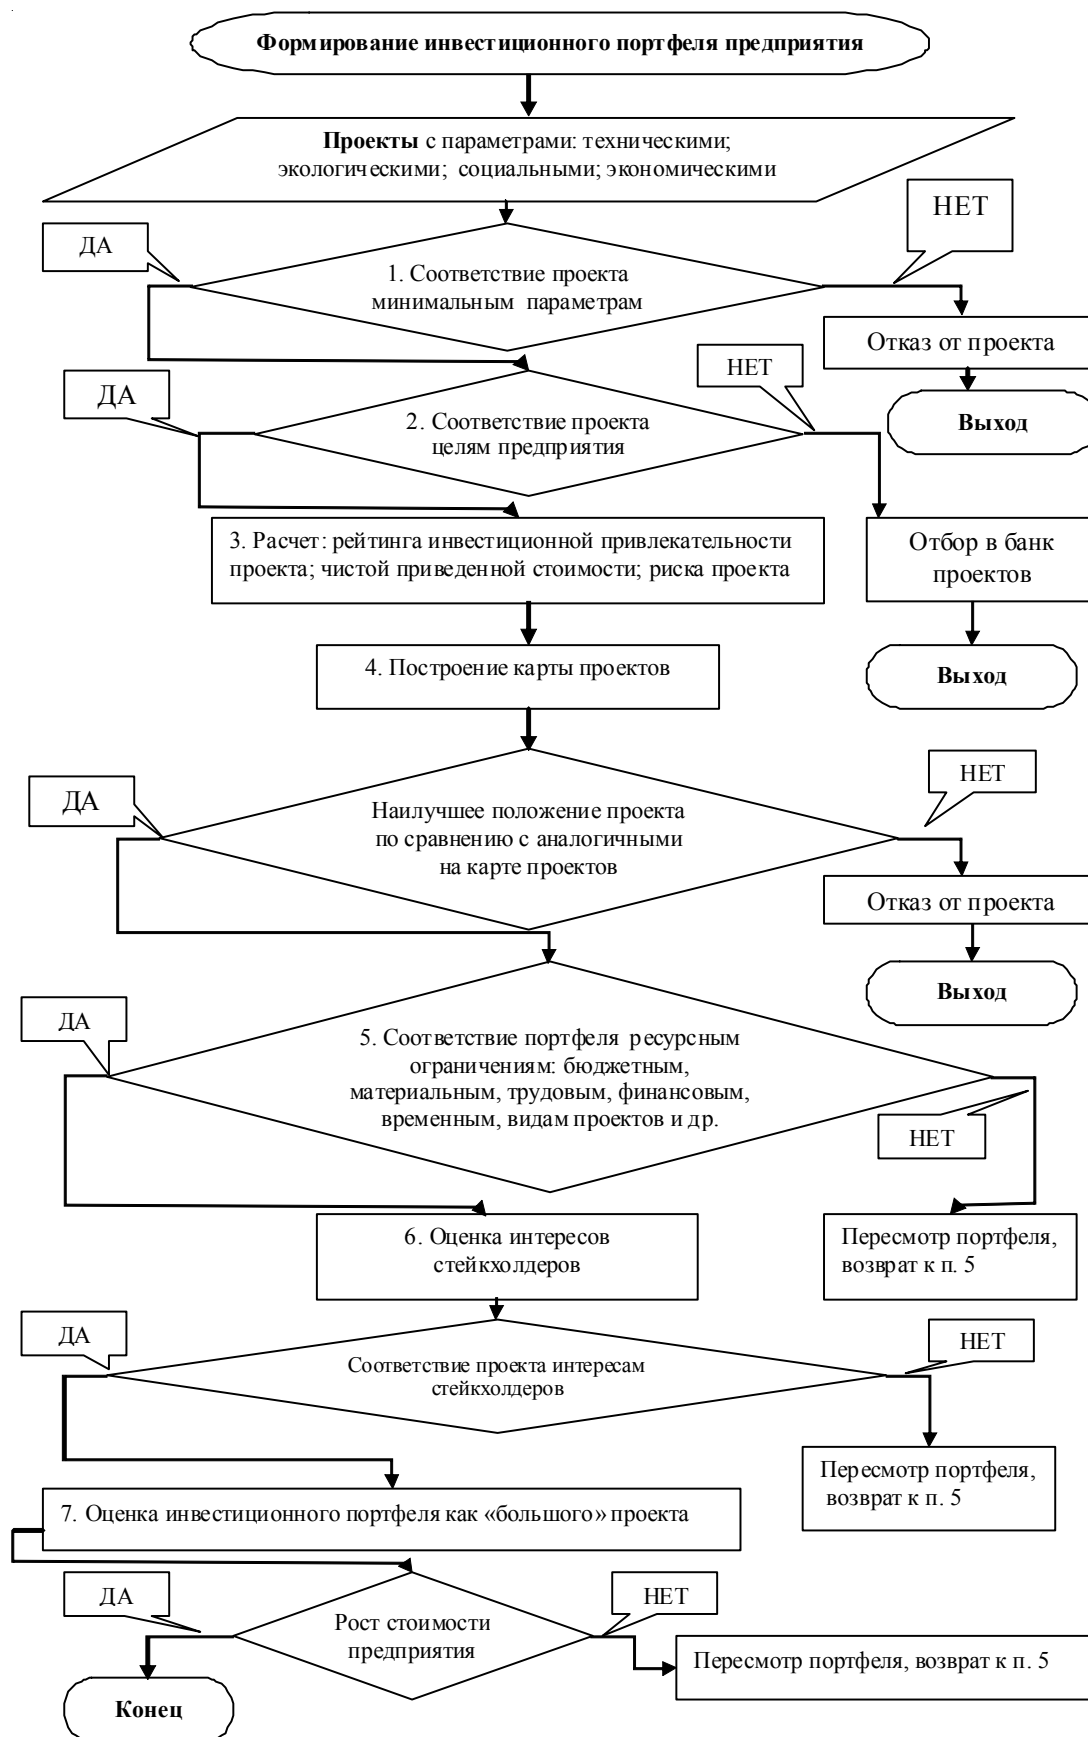 Формирование инвестиционного портфеля предприятия
Проекты с параметрами: техническими;
экологическими; социальными; экономическими
ДА
НЕТ
1. Соответствие проекта
минимальным параметрам
Отказ от проекта
Выход
ДА
НЕТ
2. Соответствие проекта
целям предприятия
3. Расчет: рейтинга инвестиционной привлекательности
проекта; чистой приведенной стоимости; риска проекта
Отбор в банк
проектов
Выход
4. Построение карты проектов
ДА
НЕТ
Наилучшее положение проекта
по сравнению с аналогичными
на карте проектов
Отказ от проекта
Выход
ДА
5. Соответствие портфеля ресурсным
ограничениям: бюджетным,
материальным, трудовым, финансовым,
временным, видам проектов и др.
НЕТ
6. Оценка интересов
стейкхолдеров
Пересмотр портфеля,
возврат к п. 5
ДА
НЕТ
Соответствие проекта интересам
стейкхолдеров
Пересмотр портфеля,
возврат к п. 5
7. Оценка инвестиционного портфеля как «большого» проекта
ДА
НЕТ
Рост стоимости
предприятия
Пересмотр портфеля, возврат к п. 5
Конец